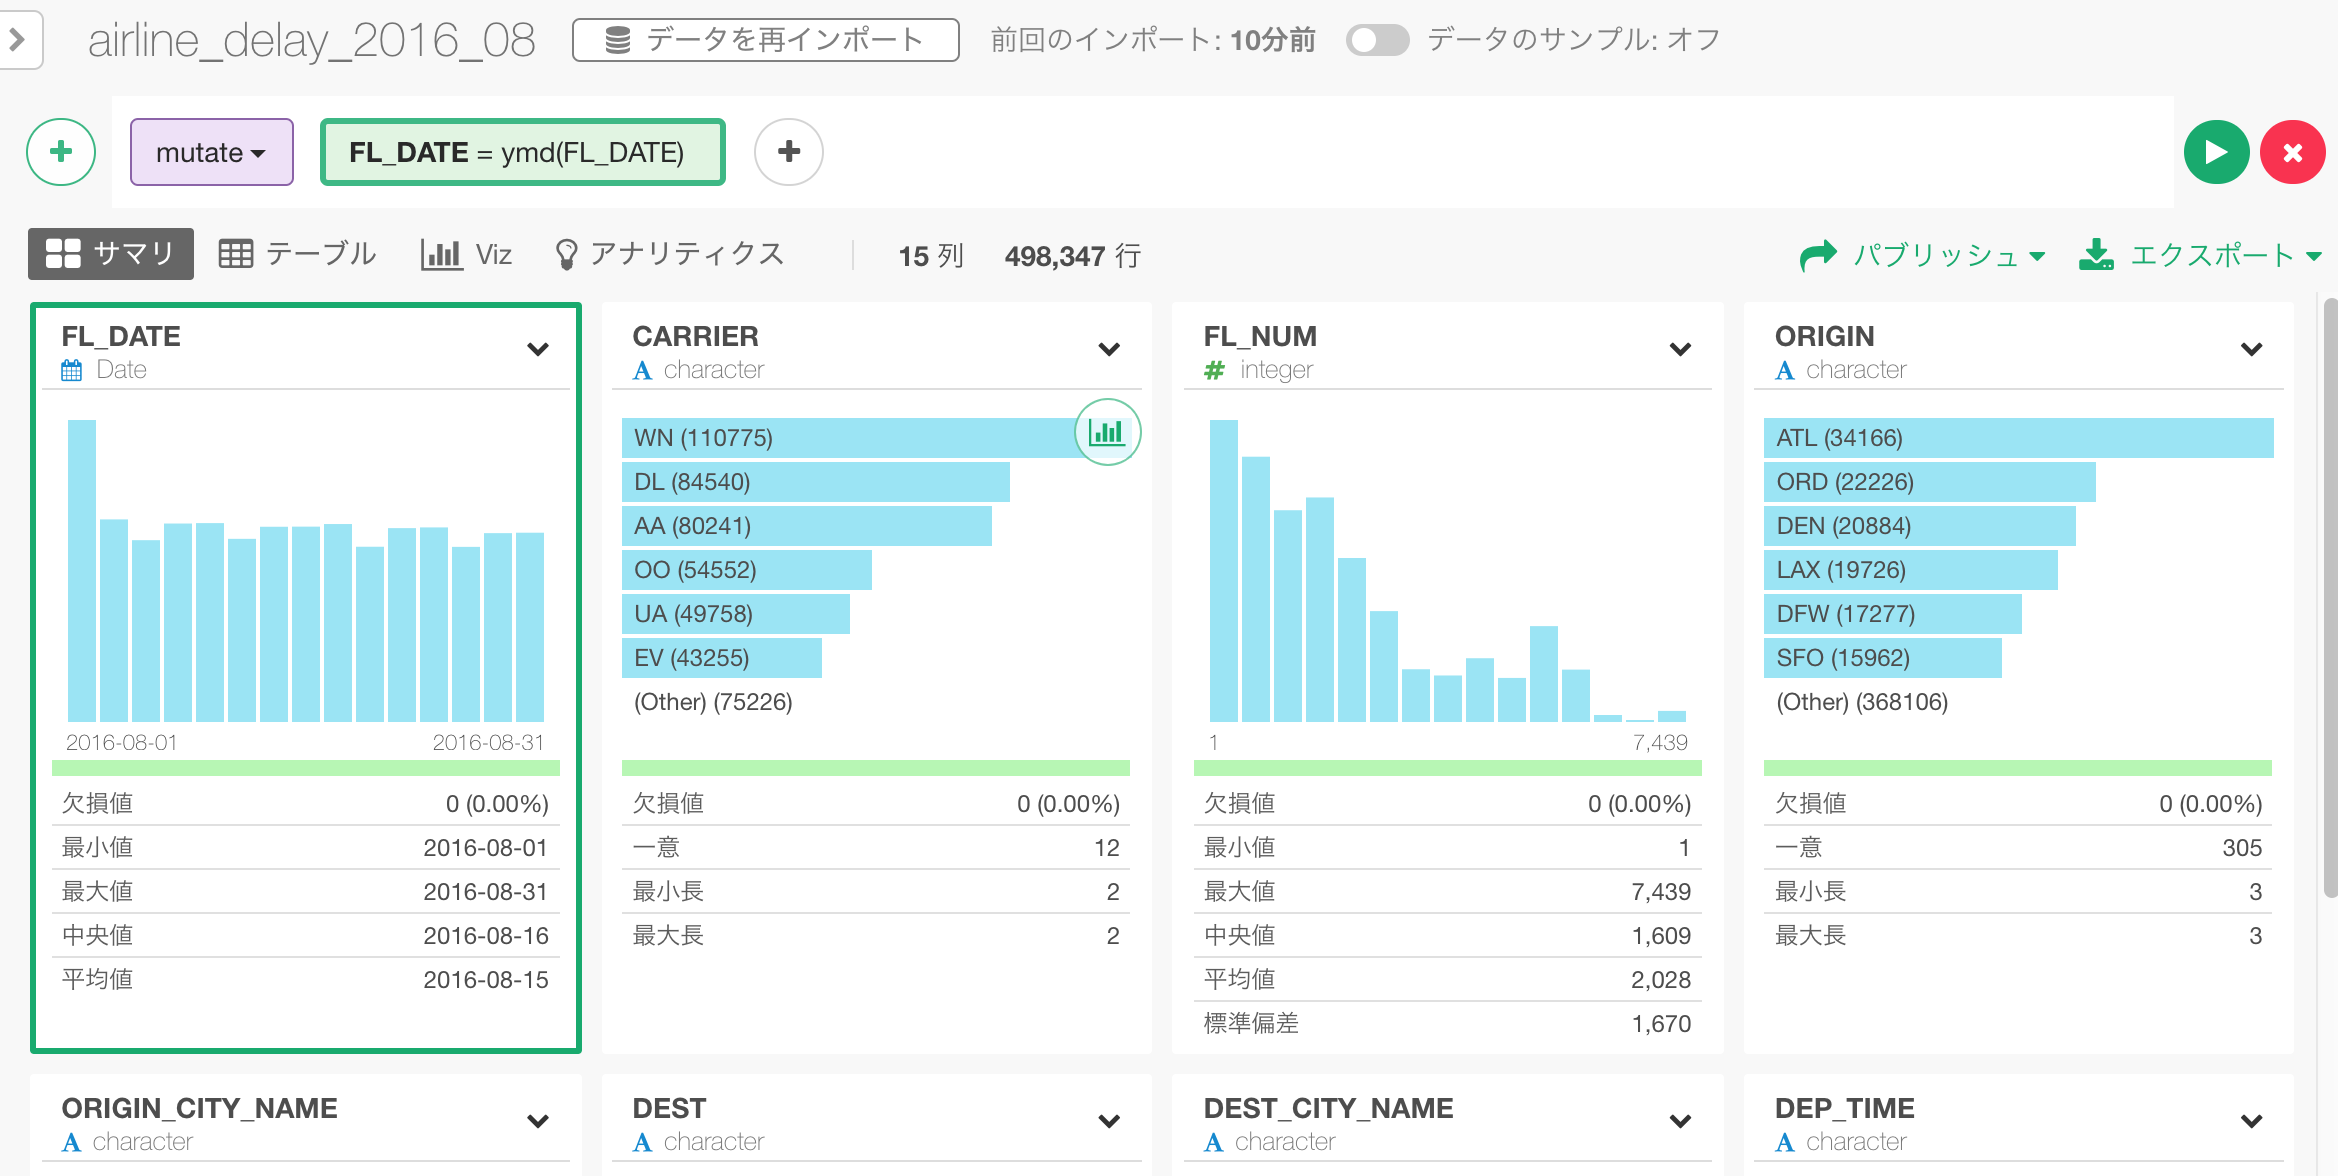 airline_delay_2016_08 データを再インポート 前回のインポート: 10分前 データのサンプル: オフ
mutate FL_DATE = ymd(FL_DATE)
サマリ テーブル Viz アナリティクス 15 列 498,347 行 パブリッシュ エクスポート
FL_DATE
Date
2016-08-01 2016-08-31
欠損値 0 (0.00%)
最小値 2016-08-01
最大値 2016-08-31
中央値 2016-08-16
平均値 2016-08-15
CARRIER
character
WN (110775)
DL (84540)
AA (80241)
OO (54552)
UA (49758)
EV (43255)
(Other) (75226)
欠損値 0 (0.00%)
一意 12
最小長 2
最大長 2
FL_NUM
integer
1 7,439
欠損値 0 (0.00%)
最小値 1
最大値 7,439
中央値 1,609
平均値 2,028
標準偏差 1,670
ORIGIN
character
ATL (34166)
ORD (22226)
DEN (20884)
LAX (19726)
DFW (17277)
SFO (15962)
(Other) (368106)
欠損値 0 (0.00%)
一意 305
最小長 3
最大長 3
ORIGIN_CITY_NAME
character
DEST
character
DEST_CITY_NAME
character
DEP_TIME
character